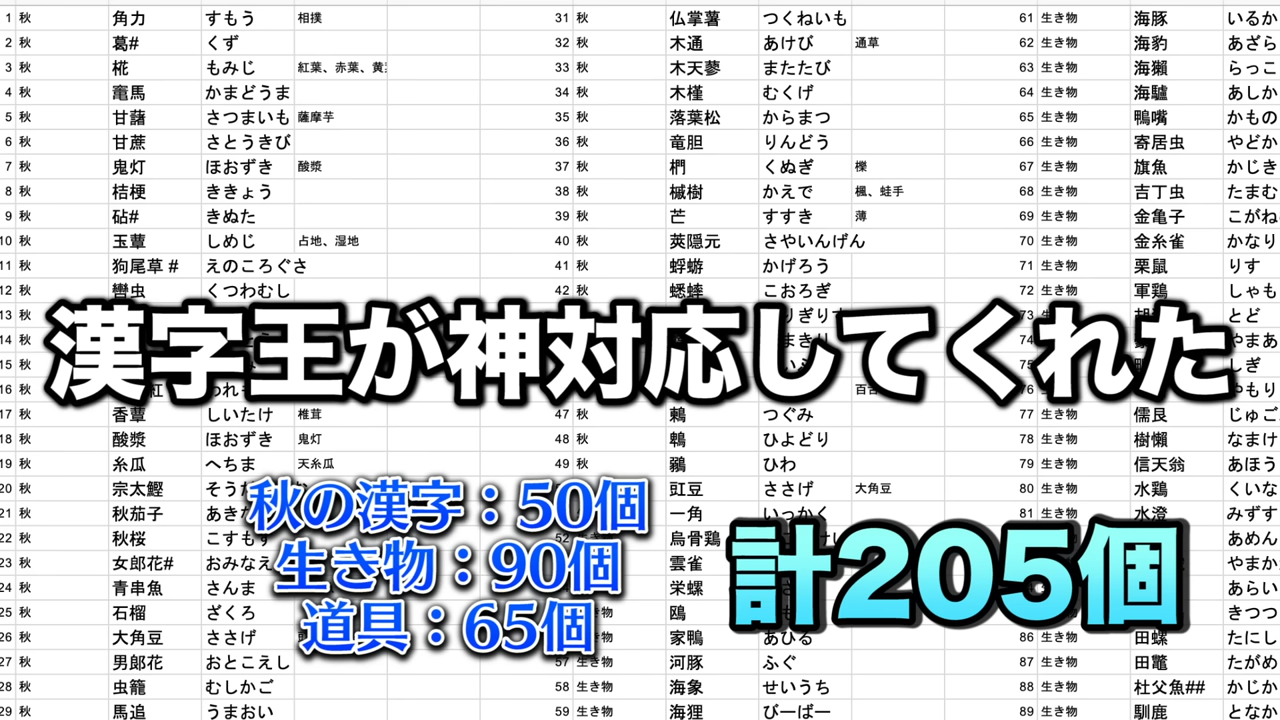 1 秋 角力 すもう 相撲 31 秋 仏掌薯 つくねいも 61 生き物 海豚 いるか
2 秋 葛# くず 32 秋 木通 あけび 通草 62 生き物 海豹 あざら
3 秋 椛 もみじ 紅葉、赤葉、黄 33 秋 木天蓼 またたび 63 生き物 海獺 らっこ
4 秋 竈馬 かまどうま 34 秋 木槿 むくげ 64 生き物 海驢 あしか
5 秋 甘藷 さつまいも 薩摩芋 35 秋 落葉松 からまつ 65 生き物 鴨嘴 かもの
6 秋 甘蔗 さとうきび 36 秋 竜胆 りんどう 66 生き物 寄居虫 やどか
7 秋 鬼灯 ほおずき 酸漿 37 秋 椚 くぬぎ 櫟 67 生き物 旗魚 かじき
8 秋 桔梗 ききょう 38 秋 槭樹 かえで 楓、蛙手 68 生き物 吉丁虫 たまむ
9 秋 砧# きぬた 39 秋 芒 すすき 薄 69 生き物 金亀子 こがね
10 秋 玉蕈 しめじ 占地、湿地 40 秋 莢隠元 さやいんげん 70 生き物 金糸雀 かなり
11 秋 狗尾草 # えのころぐさ 41 秋 蜉蝣 かげろう 71 生き物 栗鼠 りす
12 秋 轡虫 くつわむし 42 秋 蟋蟀 こおろぎ 72 生き物 軍鶏 しゃも
13 とど
漢字王が神対応してくれた
14 74 やまあ
15 しぎ
16 秋 百舌 76 やもり
17 秋 香蕈 しいたけ 椎茸 47 秋 鶫 つぐみ 77 生き物 儒艮 じゅご
18 秋 酸漿 ほおずき 鬼灯 48 秋 鵯 ひよどり 78 生き物 樹懶 なまけ
19 秋 糸瓜 へちま 天糸瓜 49 秋 鶸 ひわ 79 生き物 信天翁 あほう
20 秋 宗太鰹 豇豆 ささげ 大角豆 80 生き物 水鶏 くいな
秋の漢字:50個
21 秋 秋茄子 一角 いっかく 81 生き物 水澄 みずす
22 秋 秋桜 こすもす 52 烏骨鶏 あめん
生き物:90個
計205個
23 秋 女郎花# おみなえ 雲雀 やまか
24 秋 青串魚 さんま 栄螺 あらい
25 秋 石榴 ざくろ 鴎 きつつ
道具:65個
26 秋 大角豆 ささげ 家鴨 あひる 86 生き物 田螺 たにし
27 秋 男郎花 おとこえし 57 生き物 河豚 ふぐ 87 生き物 田鼈 たがめ
28 秋 虫籠 むしかご 58 生き物 海象 せいうち 88 生き物 杜父魚## かじか
29 秋 馬追 うまおい 59 生き物 海狸 びーばー 89 生き物 馴鹿 となか